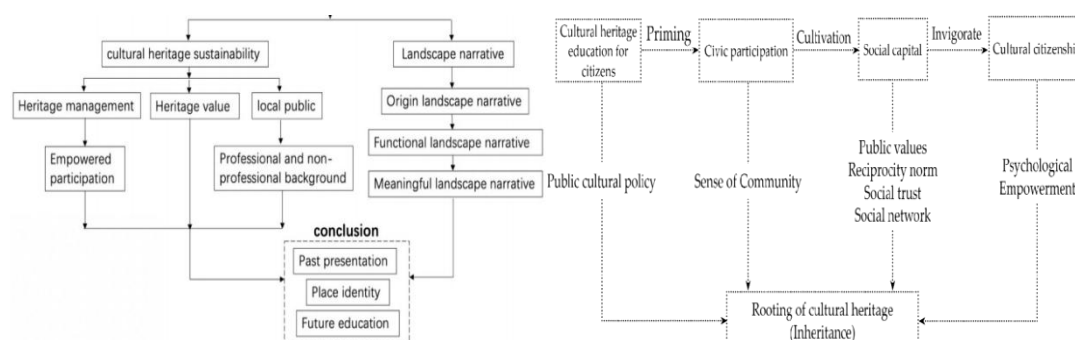 cultural heritage sustainability
Landscape narrative
Heritage management
Heritage value
local public
Origin landscape narrative
Functional landscape narrative
Empowered
participation
Professional and non-
professional background
Meaningful landscape narrative
conclusion
Past presentation
Place identity
Future education
Cultural heritage
education for
citizens
Priming
Civic participation
Cultivation
Social capital
Invigorate
Cultural citizenshi
Public cultural policy
Sense of Community
Public values
Reciprocity norm
Social trust
Social network
Psychological
Empowerment
Rooting of cultural heritage
(Inheritance)